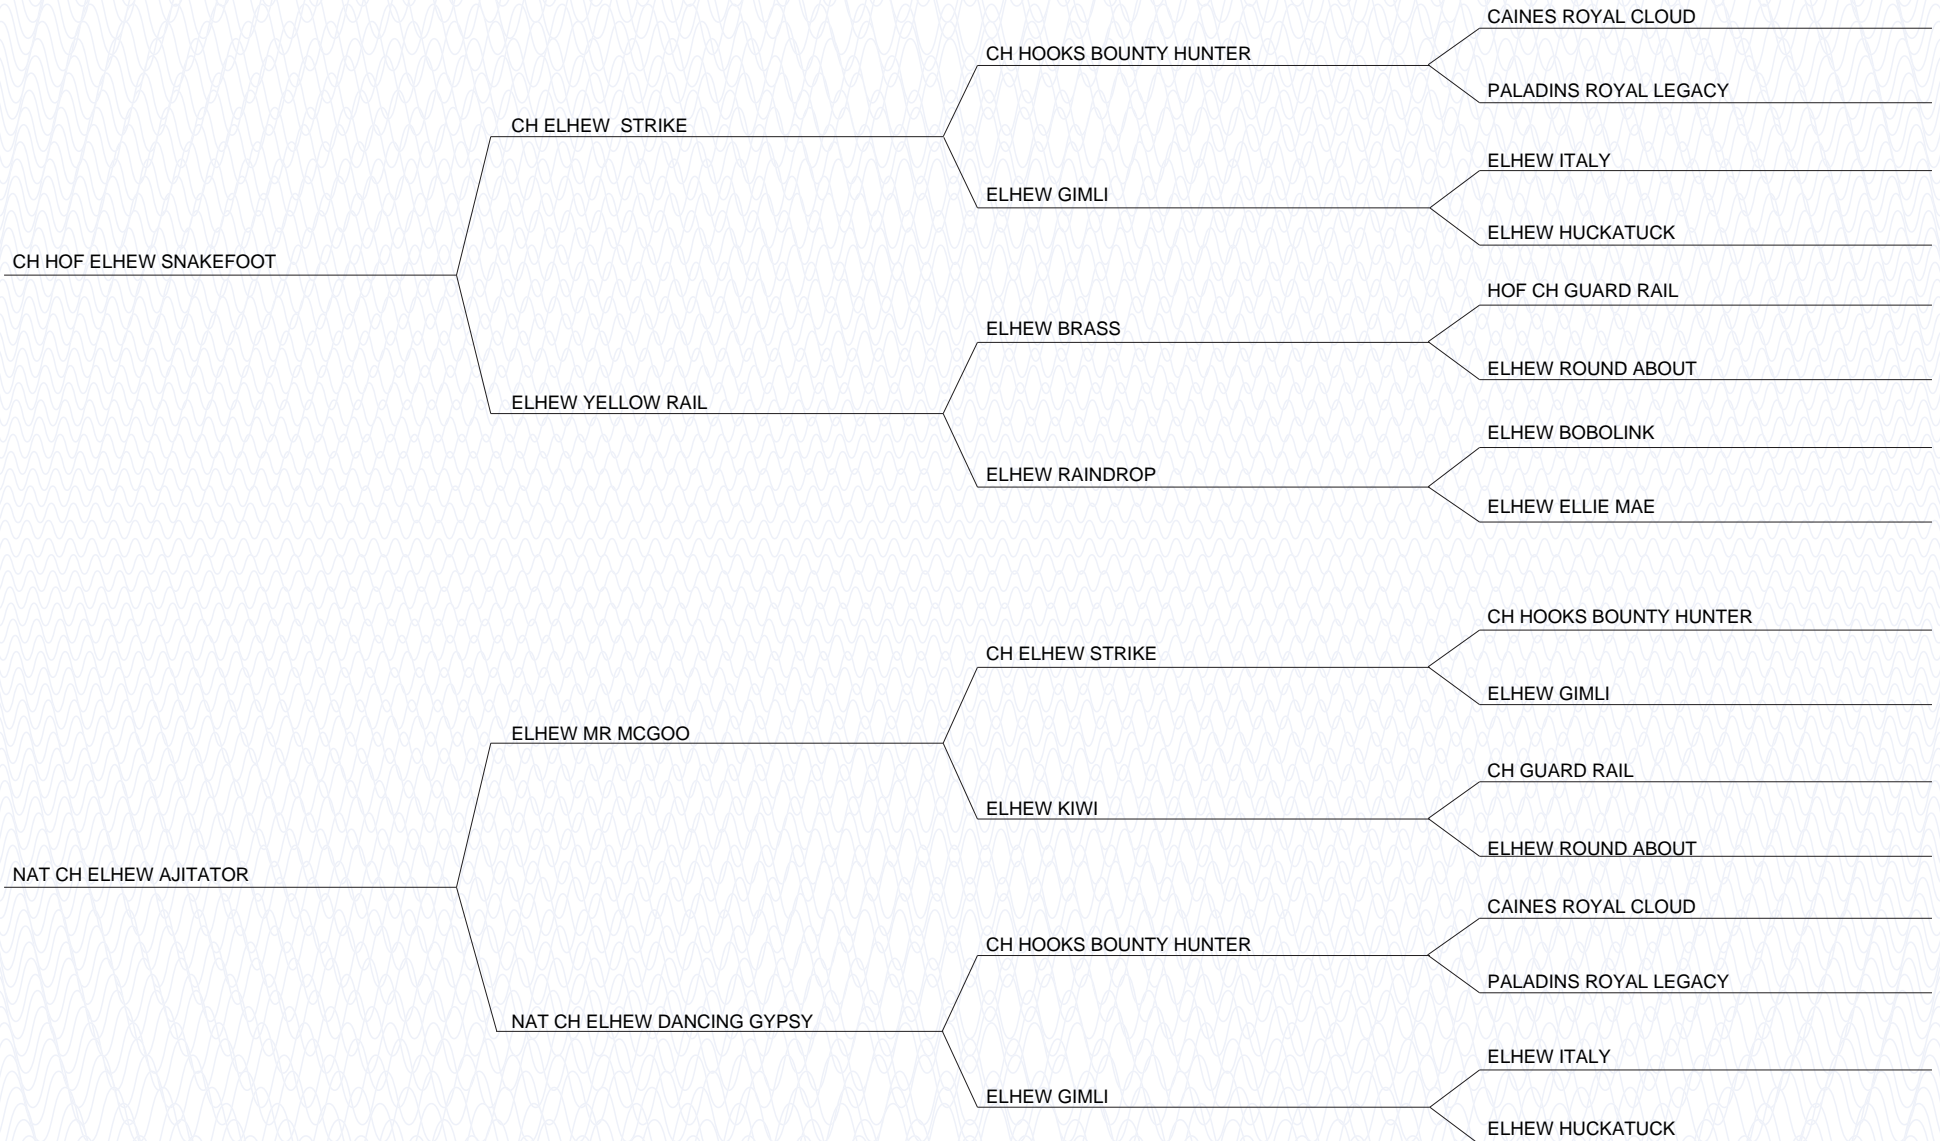 CAINES ROYAL CLOUD
CH HOOKS BOUNTY HUNTER
PALADINS ROYAL LEGACY
CH ELHEW  STRIKE
ELHEW ITALY
ELHEW GIMLI
ELHEW HUCKATUCK
CH HOF ELHEW SNAKEFOOT
HOF CH GUARD RAIL
ELHEW BRASS
ELHEW ROUND ABOUT
ELHEW YELLOW RAIL
ELHEW BOBOLINK
ELHEW RAINDROP
ELHEW ELLIE MAE
CH HOOKS BOUNTY HUNTER
CH ELHEW STRIKE
ELHEW GIMLI
ELHEW MR MCGOO
CH GUARD RAIL
ELHEW KIWI
ELHEW ROUND ABOUT
NAT CH ELHEW AJITATOR
CAINES ROYAL CLOUD
CH HOOKS BOUNTY HUNTER
PALADINS ROYAL LEGACY
NAT CH ELHEW DANCING GYPSY
ELHEW ITALY
ELHEW GIMLI
ELHEW HUCKATUCK